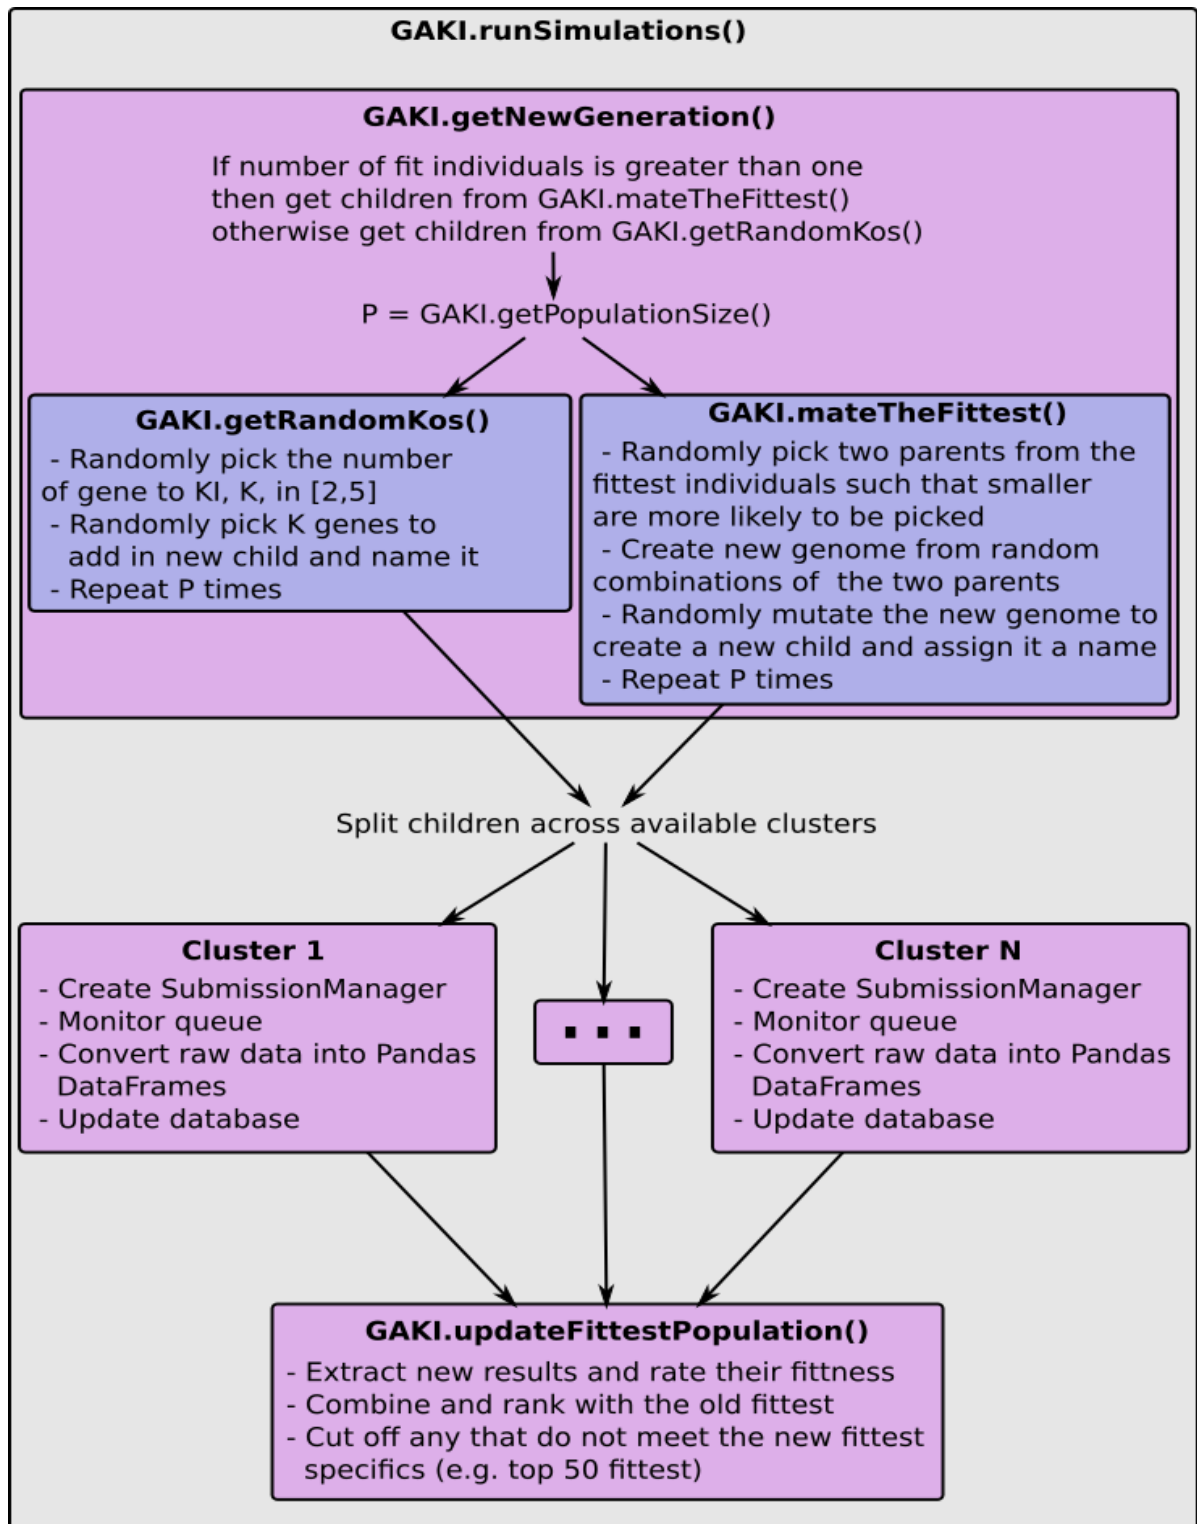 GAKI.runSimulations()
GAKI.getNewGeneration()
If number of fit individuals is greater than one
then get children from GAKI.mateTheFittest()
otherwise get children from GAKI.getRandomKos()
P = GAKI.getPopulationSize()
GAKI.getRandomKos()
- Randomly pick the number
of gene to KI, K, in [2,5]
- Randomly pick K genes to
add in new child and name it
- Repeat P times
GAKI.mateTheFittest()
- Randomly pick two parents from the
fittest individuals such that smaller
are more likely to be picked
- Create new genome from random
combinations of  the two parents
- Randomly mutate the new genome to
create a new child and assign it a name
- Repeat P times
Split children across available clusters
Cluster 1
- Create SubmissionManager
- Monitor queue
- Convert raw data into Pandas
DataFrames
- Update database
...
Cluster N
- Create SubmissionManager
- Monitor queue
- Convert raw data into Pandas
DataFrames
- Update database
GAKI.updateFittestPopulation()
- Extract new results and rate their fittness
- Combine and rank with the old fittest
- Cut off any that do not meet the new fittest
specifics (e.g. top 50 fittest)